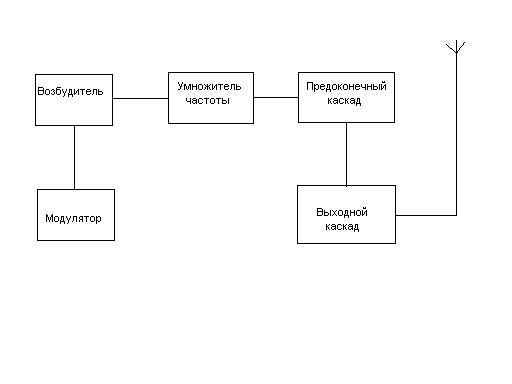 Возбудитель
Умножитель
частоты
Предоконечный
каскад
Модулятор
Выходной
каскад